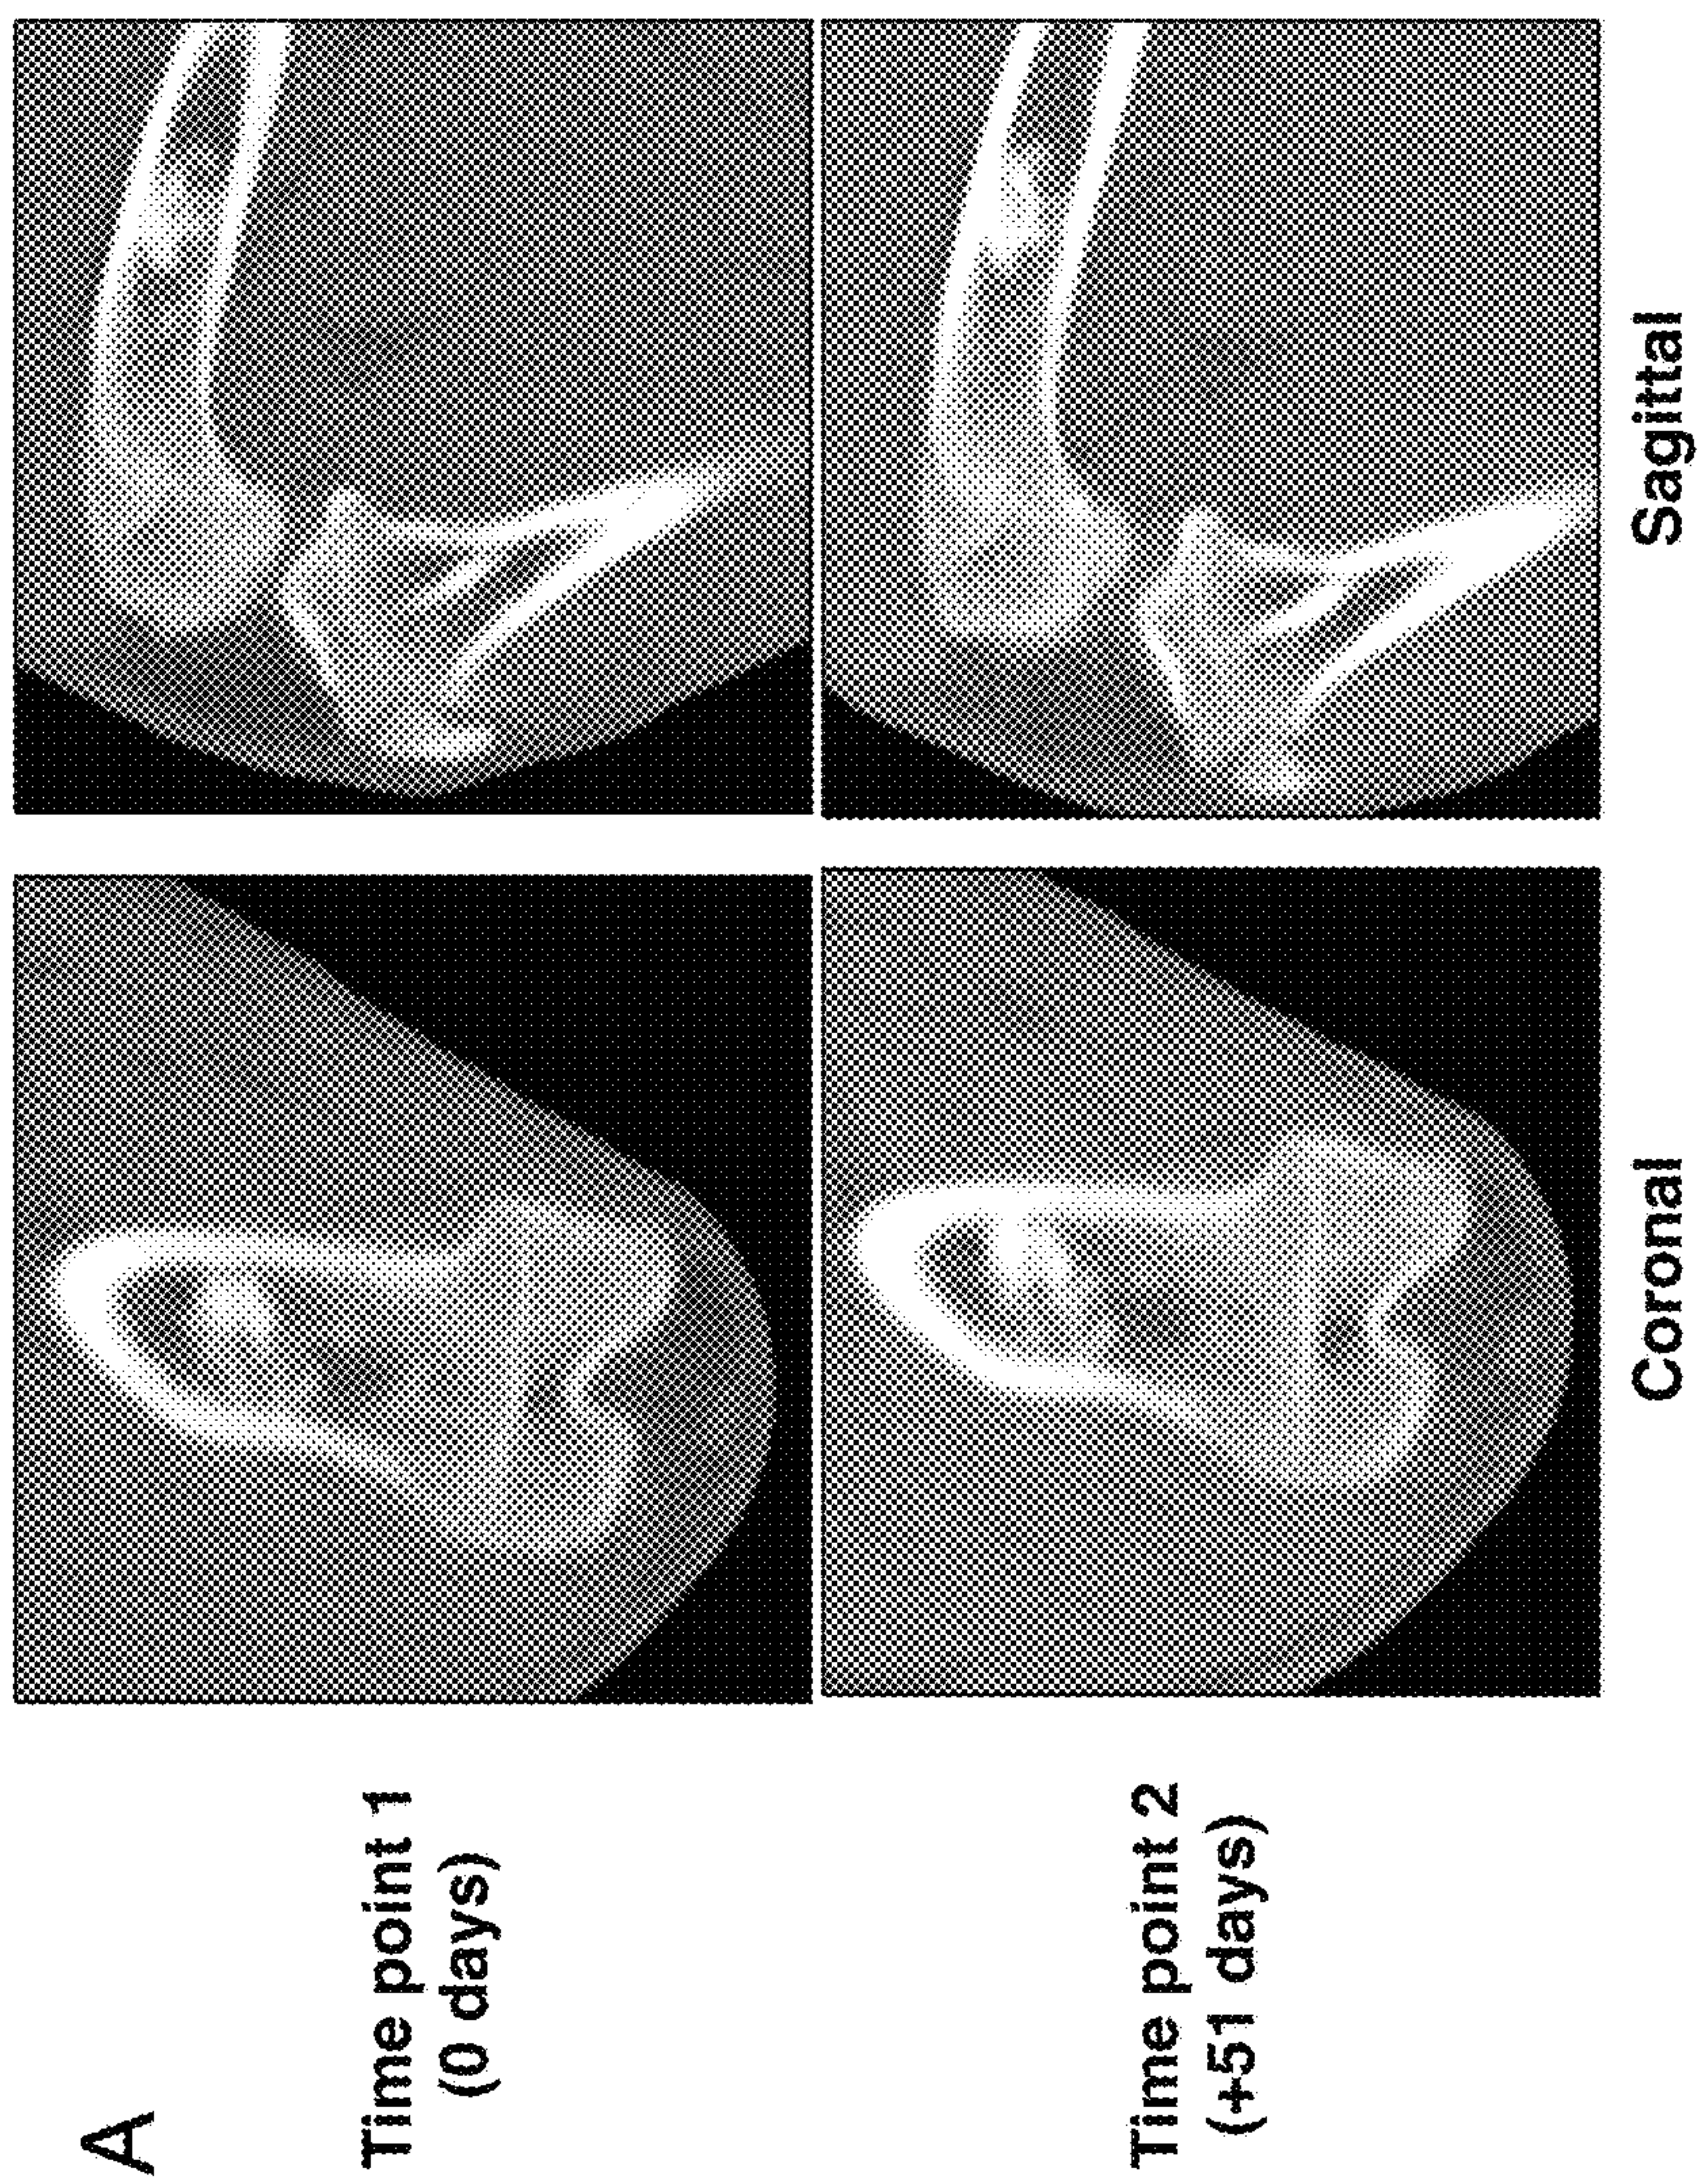 A
Time point 1
(0 days)
Time point 2
(+51 days)
Coronal
Sagittal